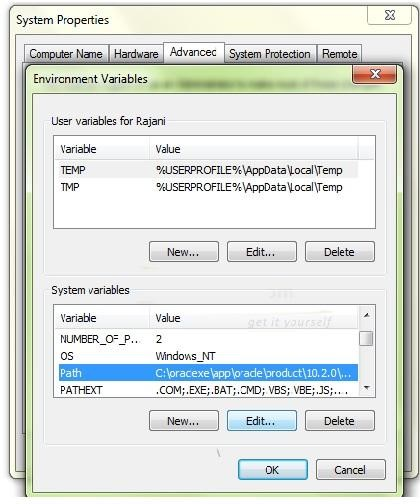 System Properties
Computer Name Hardware Advanced System Protection Remote
Environment Variables
User variables for Rajani
Variable Value
TEMP %USERPROFILE%\AppData\Local\Temp
TMP %USERPROFILE%\AppData\Local\Temp
New... Edit... Delete
System variables
Variable Value
get it yourself
NUMBER_OF_P... 2
OS Windows_NT
Path C:\oraclexe\app\oracle\product\10.2.0\...
PATHEXT .COM;.EXE;.BAT;.CMD;.VBS;.VBE;.JS;....
New... Edit... Delete
OK Cancel